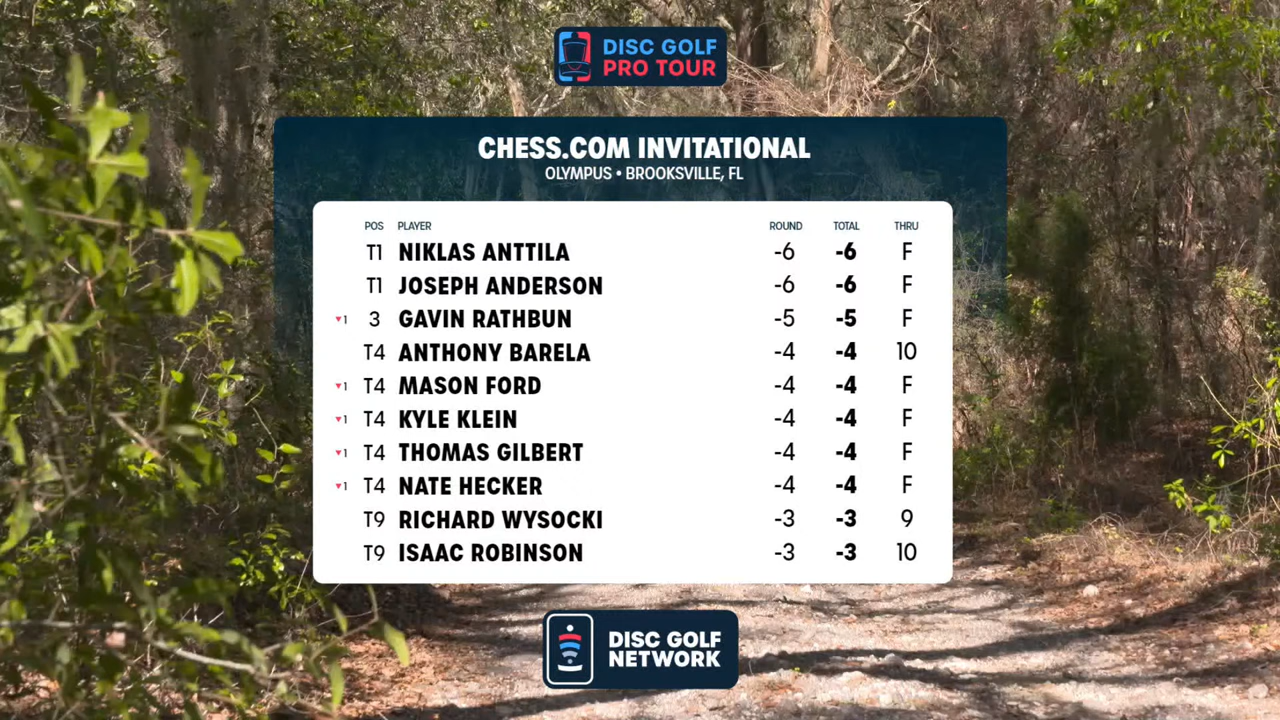 DISC GOLF
PRO TOUR
CHESS.COM INVITATIONAL
OLYMPUS • BROOKSVILLE, FL
POS PLAYER ROUND TOTAL THRU
T1 NIKLAS ANTTILA -6 -6 F
T1 JOSEPH ANDERSON -6 -6 F
▼1 3 GAVIN RATHBUN -5 -5 F
T4 ANTHONY BARELA -4 -4 10
▼1 T4 MASON FORD -4 -4 F
▼1 T4 KYLE KLEIN -4 -4 F
▼1 T4 THOMAS GILBERT -4 -4 F
▼1 T4 NATE HECKER -4 -4 F
T9 RICHARD WYSOCKI -3 -3 9
T9 ISAAC ROBINSON -3 -3 10
DISC GOLF
NETWORK